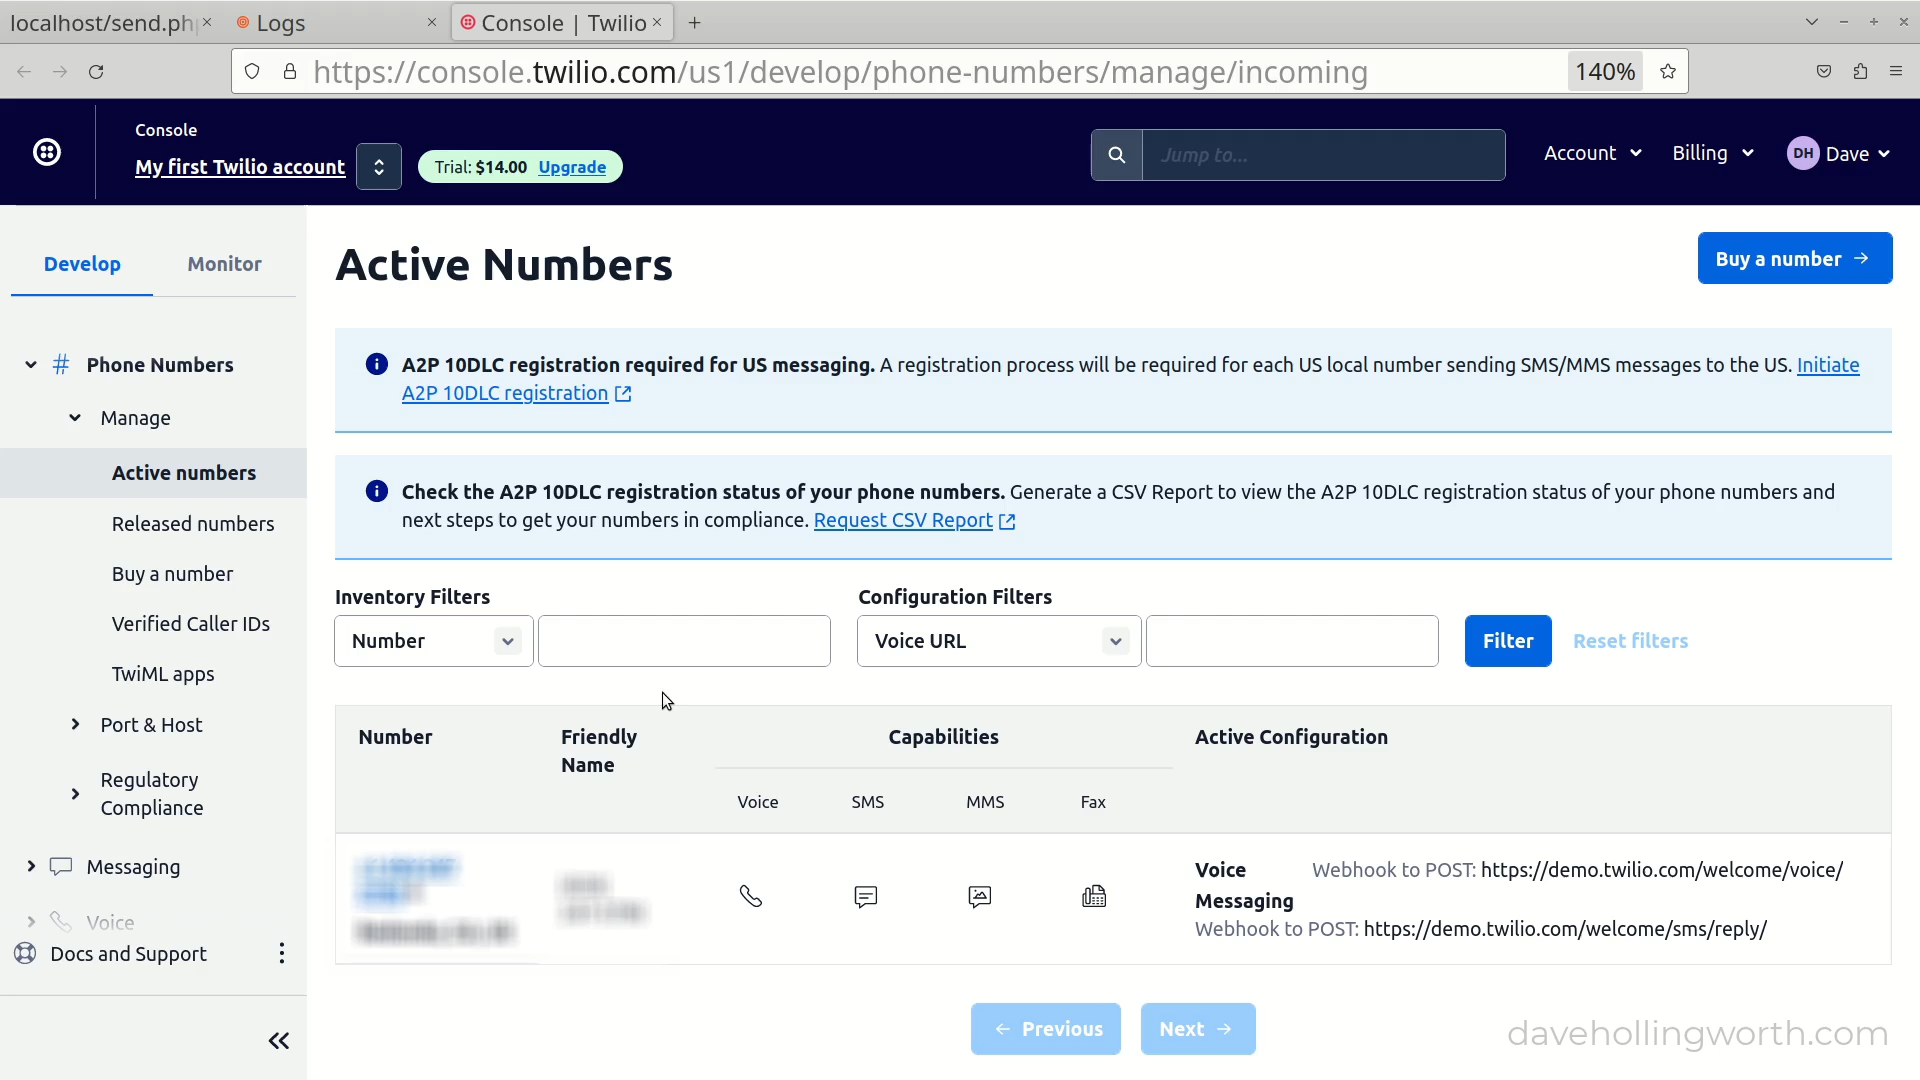 localhost/send.ph
Logs
Console | Twilio
https://console.twilio.com/us1/develop/phone-numbers/manage/incoming
140%
Console
My first Twilio account
Trial: $14.00 Upgrade
Jump to...
Account
Billing
DH
Dave
Develop
Monitor
# Phone Numbers
Manage
Active numbers
Released numbers
Buy a number
Verified Caller IDs
TwiML apps
Port & Host
Regulatory
Compliance
Messaging
Voice
Docs and Support
Active Numbers
Buy a number →
A2P 10DLC registration required for US messaging. A registration process will be required for each US local number sending SMS/MMS messages to the US. Initiate
A2P 10DLC registration
Check the A2P 10DLC registration status of your phone numbers. Generate a CSV Report to view the A2P 10DLC registration status of your phone numbers and
next steps to get your numbers in compliance. Request CSV Report
Inventory Filters
Configuration Filters
Number
Voice URL
Filter
Reset filters
Number
Friendly
Name
Capabilities
Active Configuration
Voice
SMS
MMS
Fax
Voice Webhook to POST: https://demo.twilio.com/welcome/voice/
Messaging
Webhook to POST: https://demo.twilio.com/welcome/sms/reply/
← Previous
Next →
davehollingworth.com